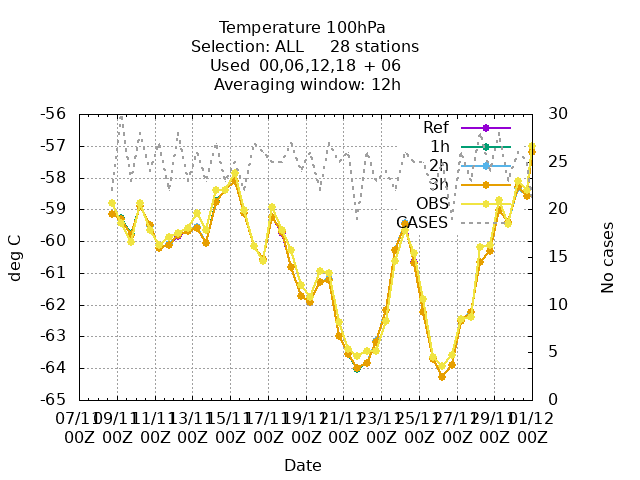 Temperature 100hPa
Selection: ALL 28 stations
Used 00,06,12,18 + 06
Averaging window: 12h
-56 30
Ref
-57 1h 25
2h
-58 3h
-59 OBS 20
CASES
-60
deg C 15 No cases
-61
-62 10
-63
5
-64
-65 0
07/11 09/11 11/11 13/11 15/11 17/11 19/11 21/11 23/11 25/11 27/11 29/11 01/12
00Z 00Z 00Z 00Z 00Z 00Z 00Z 00Z 00Z 00Z 00Z 00Z 00Z
Date